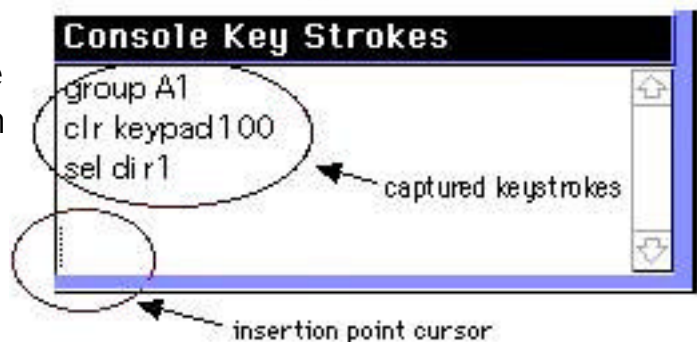 Console Key Strokes
group A1
clr keypad100
sel dir1
captured keystrokes
insertion point cursor